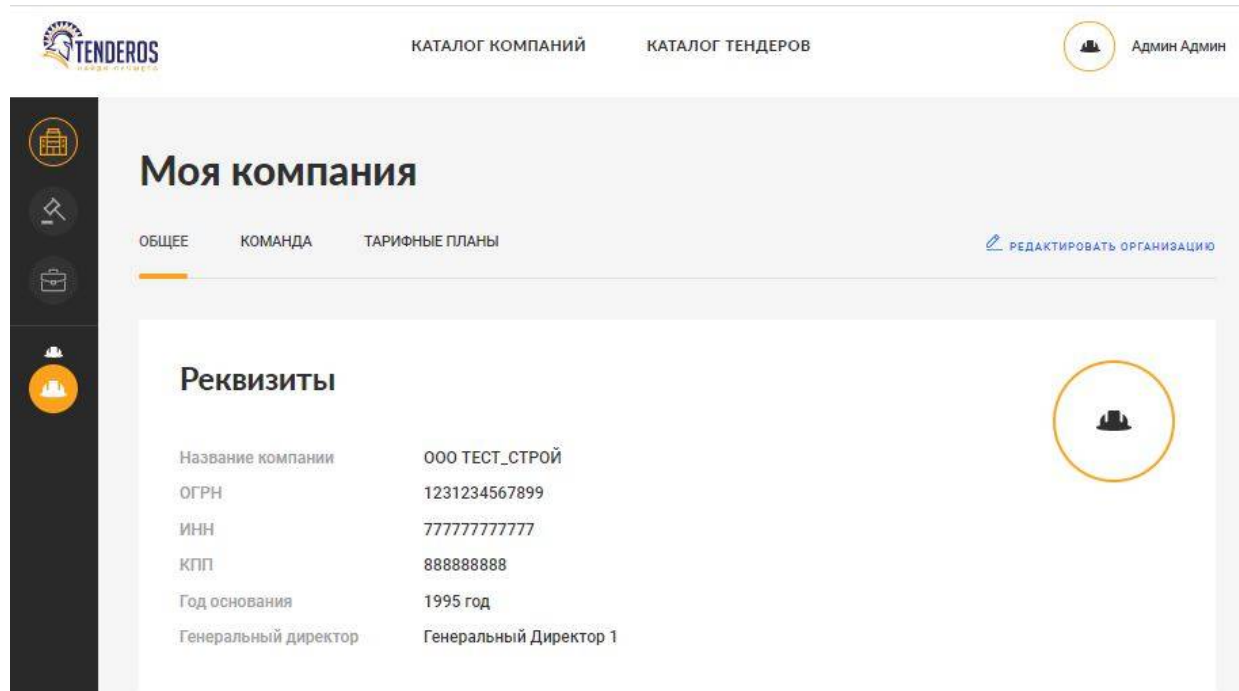 TENDEROS
КАТАЛОГ КОМПАНИЙ
КАТАЛОГ ТЕНДЕРОВ
Админ Админ
Моя компания
ОБЩЕЕ
КОМАНДА
ТАРИФНЫЕ ПЛАНЫ
РЕДАКТИРОВАТЬ ОРГАНИЗАЦИЮ
Реквизиты
Название компании ООО ТЕСТ_СТРОЙ
ОГРН 1231234567899
ИНН 777777777777
КПП 888888888
Год основания 1995 год
Генеральный директор Генеральный Директор 1